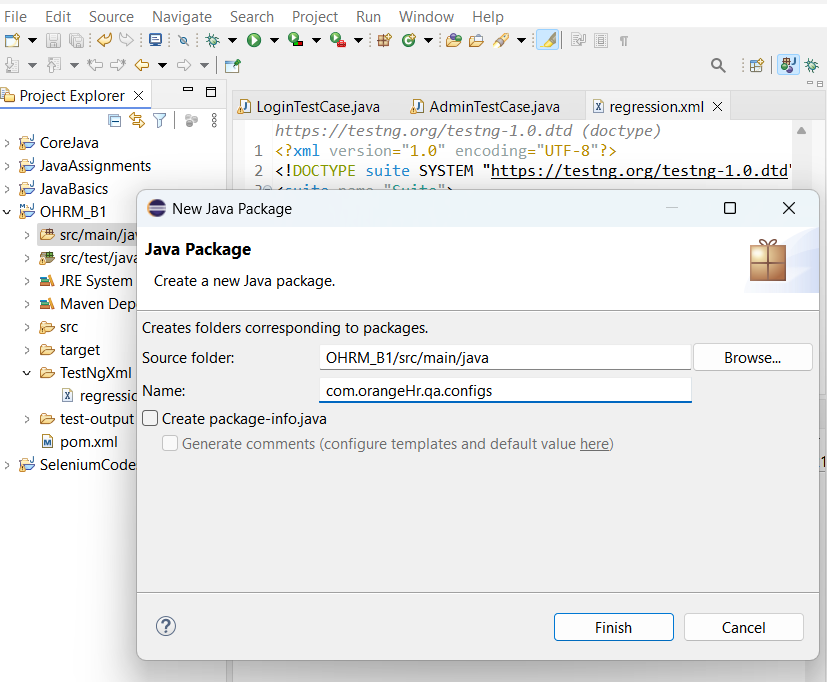 File Edit Source Navigate Search Project Run Window Help
Project Explorer
LoginTestCase.java AdminTestCase.java regression.xml
https://testng.org/testng-1.0.dtd (doctype)
1 <?xml version="1.0" encoding="UTF-8"?>
2 <!DOCTYPE suite SYSTEM "https://testng.org/testng-1.0.dtd"
CoreJava
JavaAssignments
JavaBasics
OHRM_B1
src/main/jav
src/test/java
JRE System
Maven Dep
src
target
TestNgXml
regressio
test-output
pom.xml
SeleniumCode
New Java Package
Java Package
Create a new Java package.
Creates folders corresponding to packages.
Source folder: OHRM_B1/src/main/java Browse...
Name: com.orangeHr.qa.configs
Create package-info.java
Generate comments (configure templates and default value here)
Finish Cancel